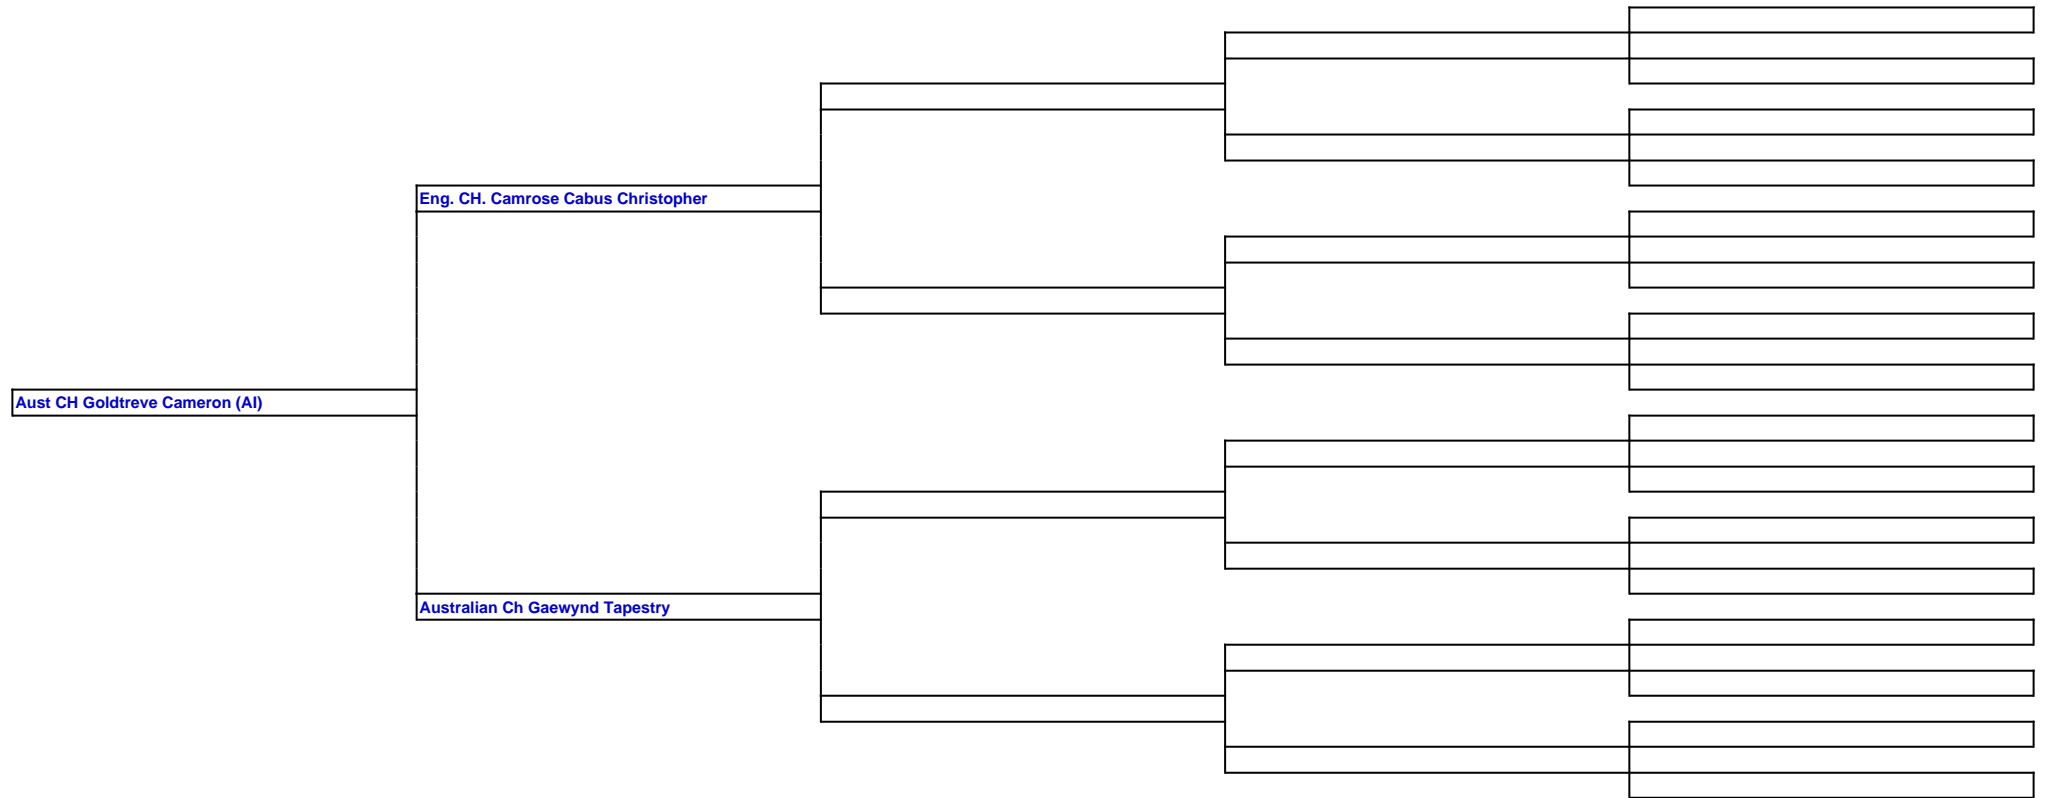 Eng. CH. Camrose Cabus Christopher
Aust CH Goldtreve Cameron (AI)
Australian Ch Gaewynd Tapestry